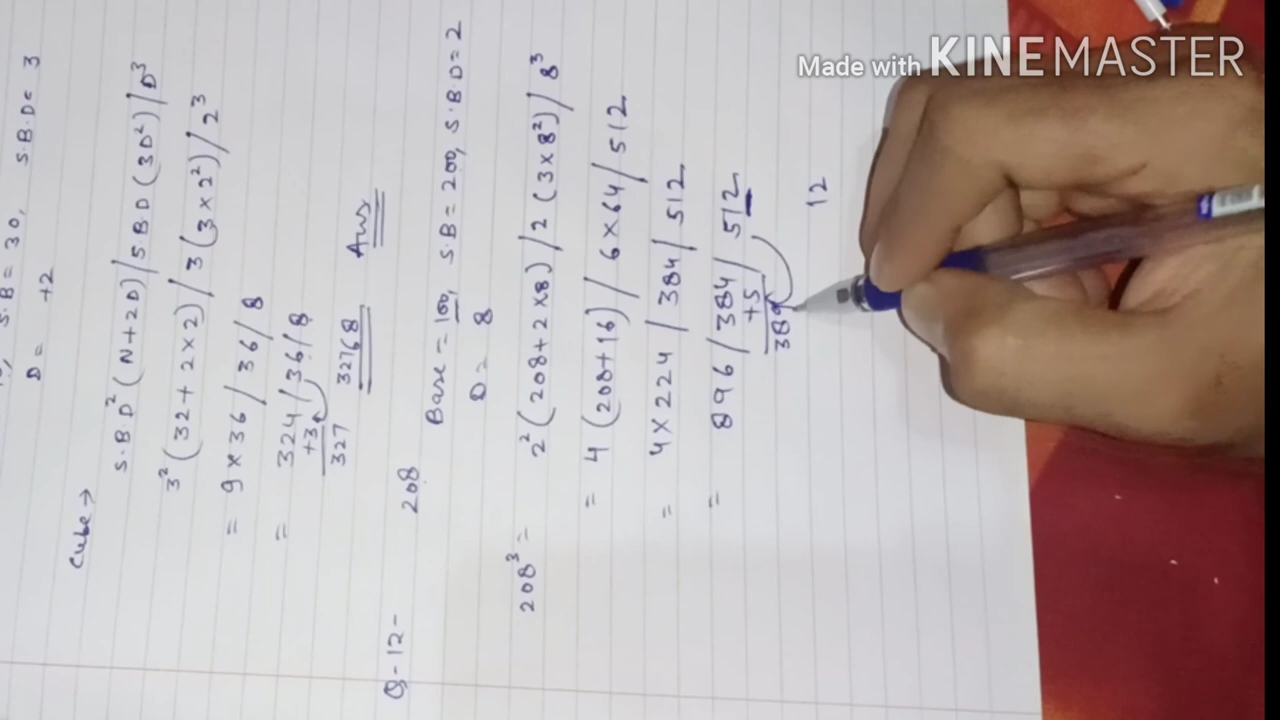 S.B = 30, S.B.D = 3
D = +2
Cube →
S.B.D² (N+2D) / S.B.D (3D²) / D³
3² (32 + 2×2) / 3 (3×2²) / 2³
= 9 × 36 / 36 / 8
= 324 / 36 / 8
+3
327 32768 Ans
Q-12- 208 Base = 100, S.B = 200, S.B.D = 2
D = 8
208³ = 2² (208 + 2×8) / 2 (3×8²) / 8³
= 4 (208+16) / 6×64 / 512
= 4×224 / 384 / 512
= 896 / 384 / 512
+5
389
12
Made with KINEMASTER